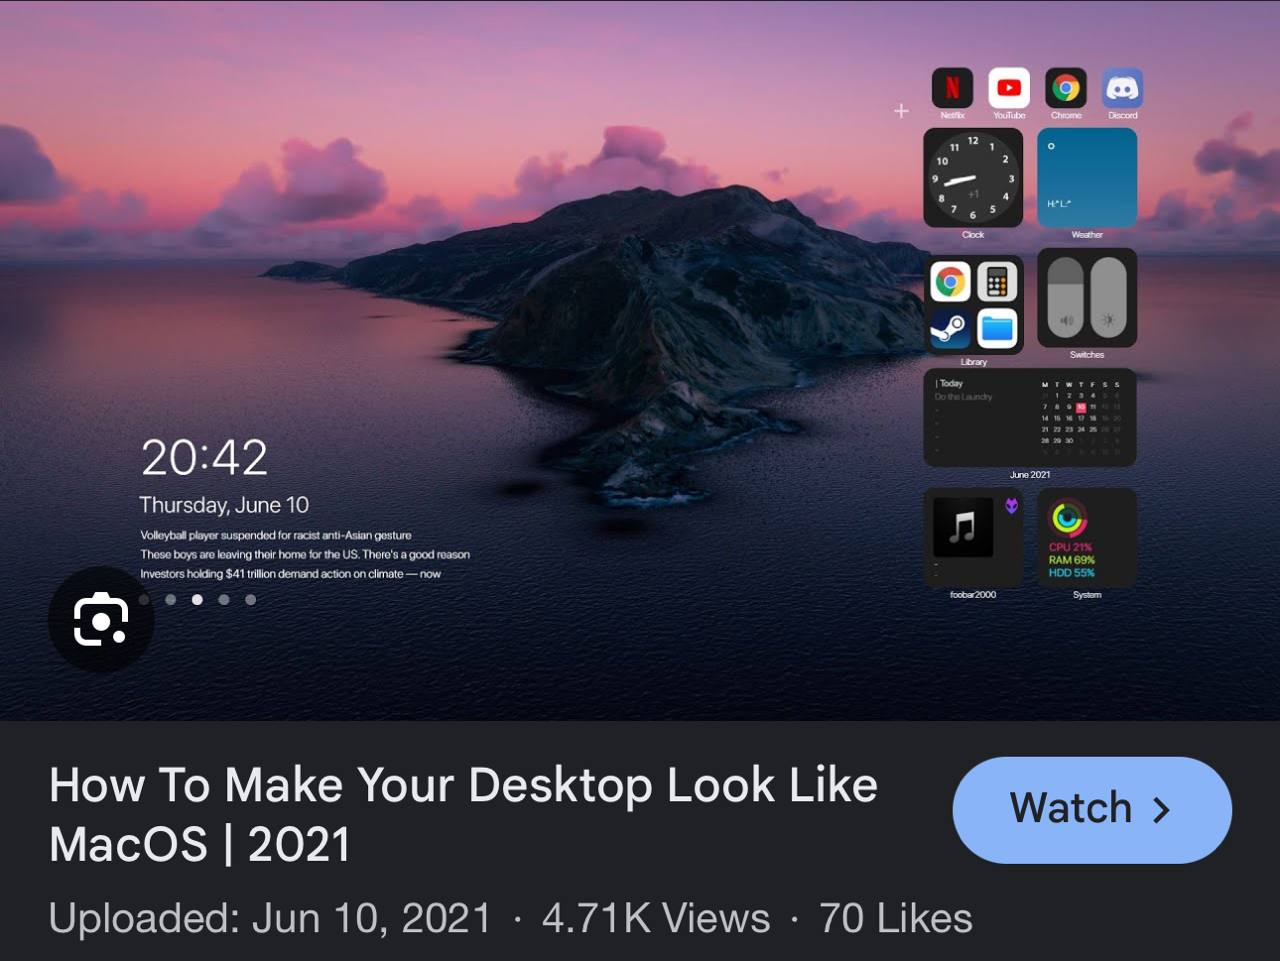 Netflix YouTube Chrome Discord
12
11 1
10 2
9 3
8 +1 4
7 5
6
H:° L:°
Clock Weather
Library Switches
| Today
Do the Laundry
-
-
-
-
M T W T F S S
31 1 2 3 4 5 6
7 8 9 10 11 12 13
14 15 16 17 18 19 20
21 22 23 24 25 26 27
28 29 30 1 2 3 4
5 6 7 8 9 10 11
June 2021
20:42
Thursday, June 10
Volleyball player suspended for racist anti-Asian gesture
These boys are leaving their home for the US. There's a good reason
Investors holding $41 trillion demand action on climate — now
-
-
CPU 21%
RAM 69%
HDD 55%
foobar2000 System
How To Make Your Desktop Look Like
MacOS | 2021
Watch
Uploaded: Jun 10, 2021 · 4.71K Views · 70 Likes